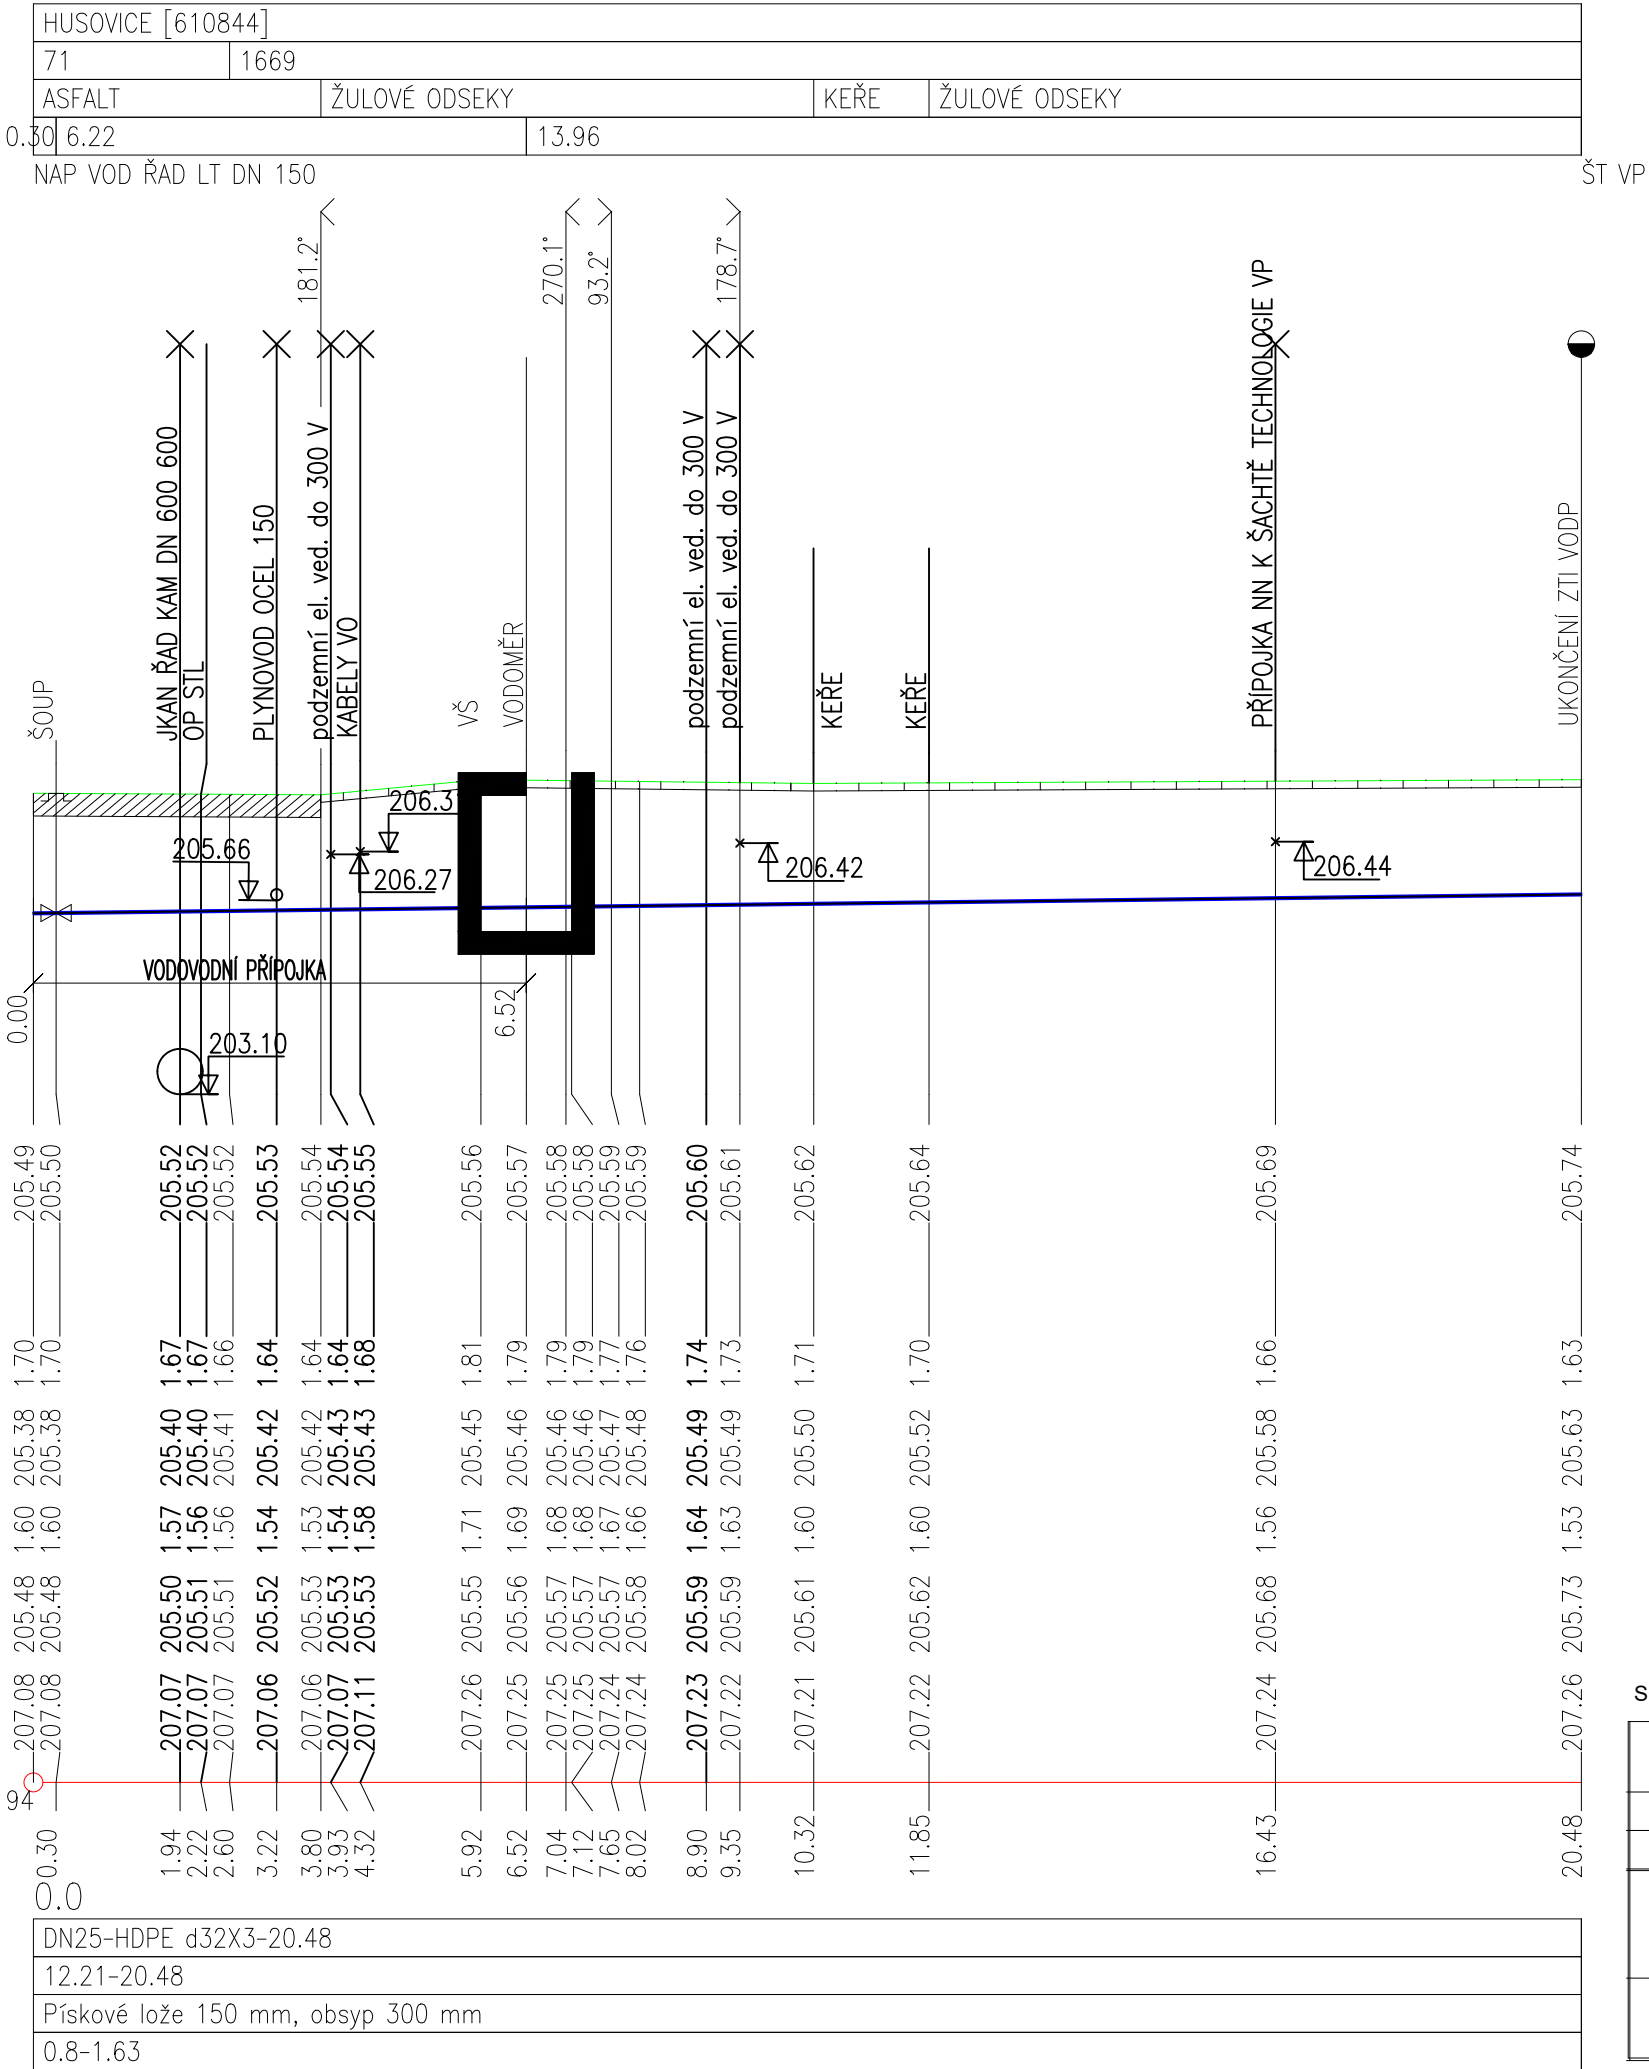 HUSOVICE [610844]
71 1669
ASFALT ŽULOVÉ ODSEKY KEŘE ŽULOVÉ ODSEKY
0.30 6.22 13.96
NAP VOD ŘAD LT DN 150 ŠT VP
181.2° 270.1° 93.2° 178.7°
ŠOUP
JKAN ŘAD KAM DN 600 600
OP STL
PLYNOVOD OCEL 150
podzemní el. ved. do 300 V
KABELY VO
VŠ
VODOMĚR
podzemní el. ved. do 300 V
podzemní el. ved. do 300 V
KEŘE
KEŘE
PŘÍPOJKA NN K ŠACHTĚ TECHNOLOGIE VP
UKONČENÍ ZTI VODP
206.3
205.66
206.27
206.42
206.44
VODOVODNÍ PŘÍPOJKA
0.00 6.52
203.10
205.49 205.50 205.52 205.52 205.52 205.53 205.54 205.54 205.55 205.56 205.57 205.58 205.58 205.59 205.59 205.60 205.61 205.62 205.64 205.69 205.74
1.70 1.70 1.67 1.67 1.66 1.64 1.64 1.64 1.68 1.81 1.79 1.79 1.79 1.77 1.76 1.74 1.73 1.71 1.70 1.66 1.63
205.38 205.38 205.40 205.40 205.41 205.42 205.42 205.43 205.43 205.45 205.46 205.46 205.46 205.47 205.48 205.49 205.49 205.50 205.52 205.58 205.63
1.60 1.60 1.57 1.56 1.56 1.54 1.53 1.54 1.58 1.71 1.69 1.68 1.68 1.67 1.66 1.64 1.63 1.60 1.60 1.56 1.53
205.48 205.48 205.50 205.51 205.51 205.52 205.53 205.53 205.53 205.55 205.56 205.57 205.57 205.57 205.58 205.59 205.59 205.61 205.62 205.68 205.73
207.08 207.08 207.07 207.07 207.07 207.06 207.06 207.07 207.11 207.26 207.25 207.25 207.25 207.24 207.24 207.23 207.22 207.21 207.22 207.24 207.26
S
94
0.30 1.94 2.22 2.60 3.22 3.80 3.93 4.32 5.92 6.52 7.04 7.12 7.65 8.02 8.90 9.35 10.32 11.85 16.43 20.48
0.0
DN25-HDPE d32X3-20.48
12.21-20.48
Pískové lože 150 mm, obsyp 300 mm
0.8-1.63